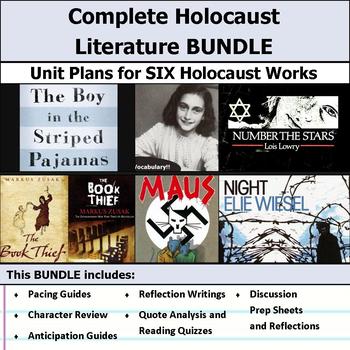 Complete Holocaust
Literature BUNDLE
Unit Plans for SIX Holocaust Works
The Boy
in the
Striped
Pajamas
Vocabulary!!
NUMBER THE STARS
Lois Lowry
MARKUS ZUSAK
The
Book Thief
THE
BOOK
THIEF
MARKUS ZUSAK
MAUS
NIGHT
ELIE WIESEL
This BUNDLE includes:
♦ Pacing Guides
♦ Character Review
♦ Anticipation Guides
♦ Reflection Writings
♦ Quote Analysis and
Reading Quizzes
♦ Discussion
Prep Sheets
and Reflections